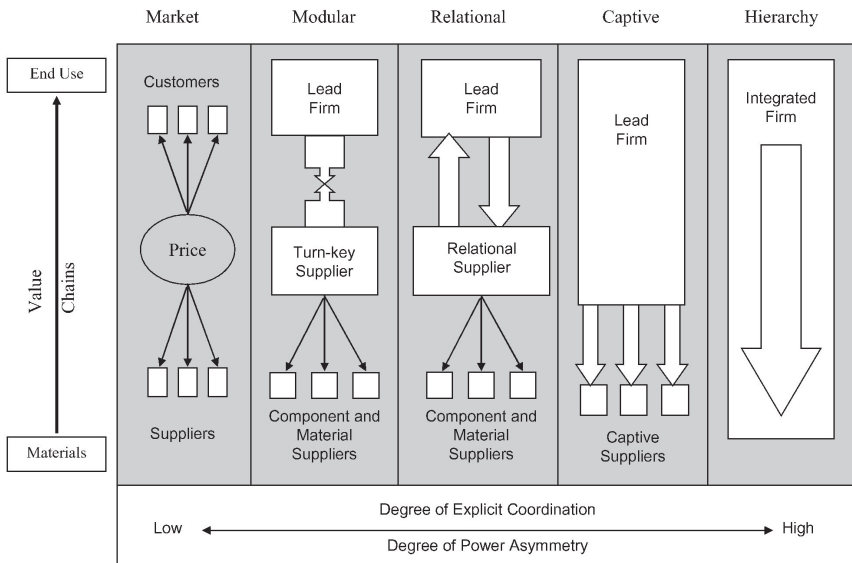 Market
Modular
Relational
Captive
Hierarchy
End Use
Value
Chains
Materials
Customers
Price
Suppliers
Lead
Firm
Turn-key
Supplier
Component and
Material
Suppliers
Lead
Firm
Relational
Supplier
Component and
Material
Suppliers
Lead
Firm
Captive
Suppliers
Integrated
Firm
Degree of Explicit Coordination
Low
High
Degree of Power Asymmetry